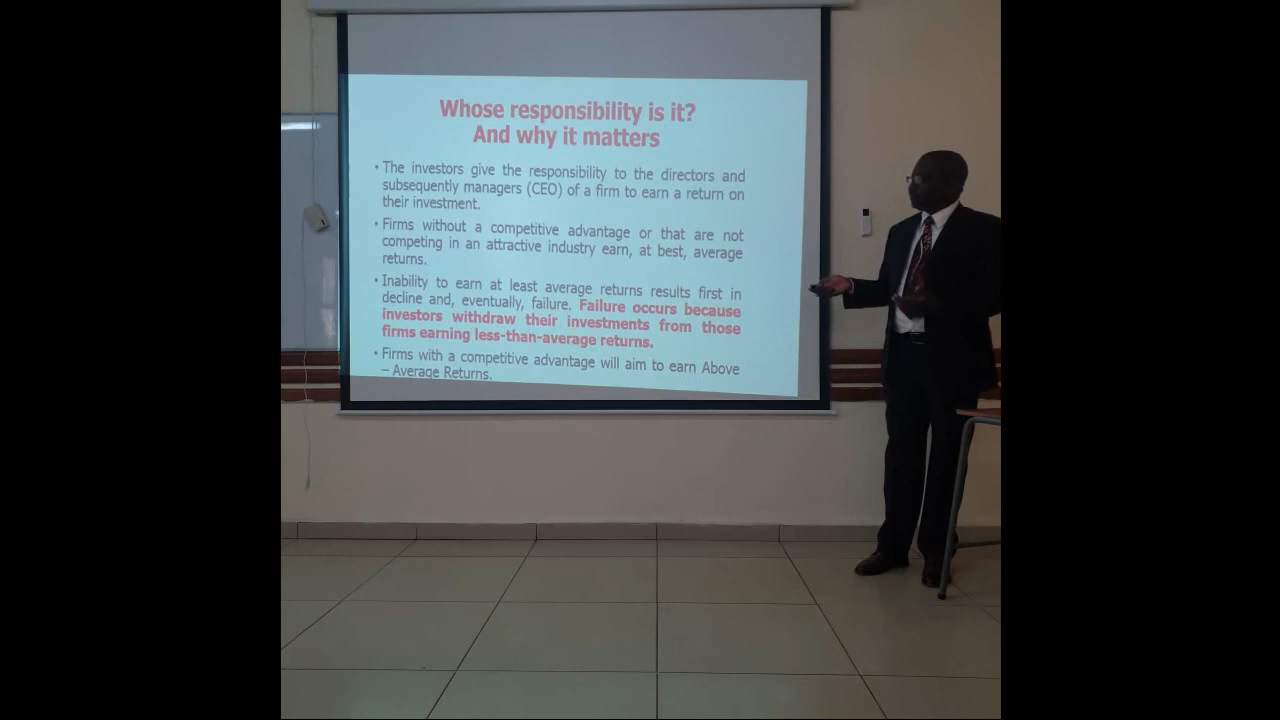 Whose responsibility is it?
And why it matters
• The investors give the responsibility to the directors and
subsequently managers (CEO) of a firm to earn a return on
their investment.
• Firms without a competitive advantage or that are not
competing in an attractive industry earn, at best, average
returns.
• Inability to earn at least average returns results first in
decline and, eventually, failure. Failure occurs because
investors withdraw their investments from those
firms earning less-than-average returns.
• Firms with a competitive advantage will aim to earn Above
– Average Returns.